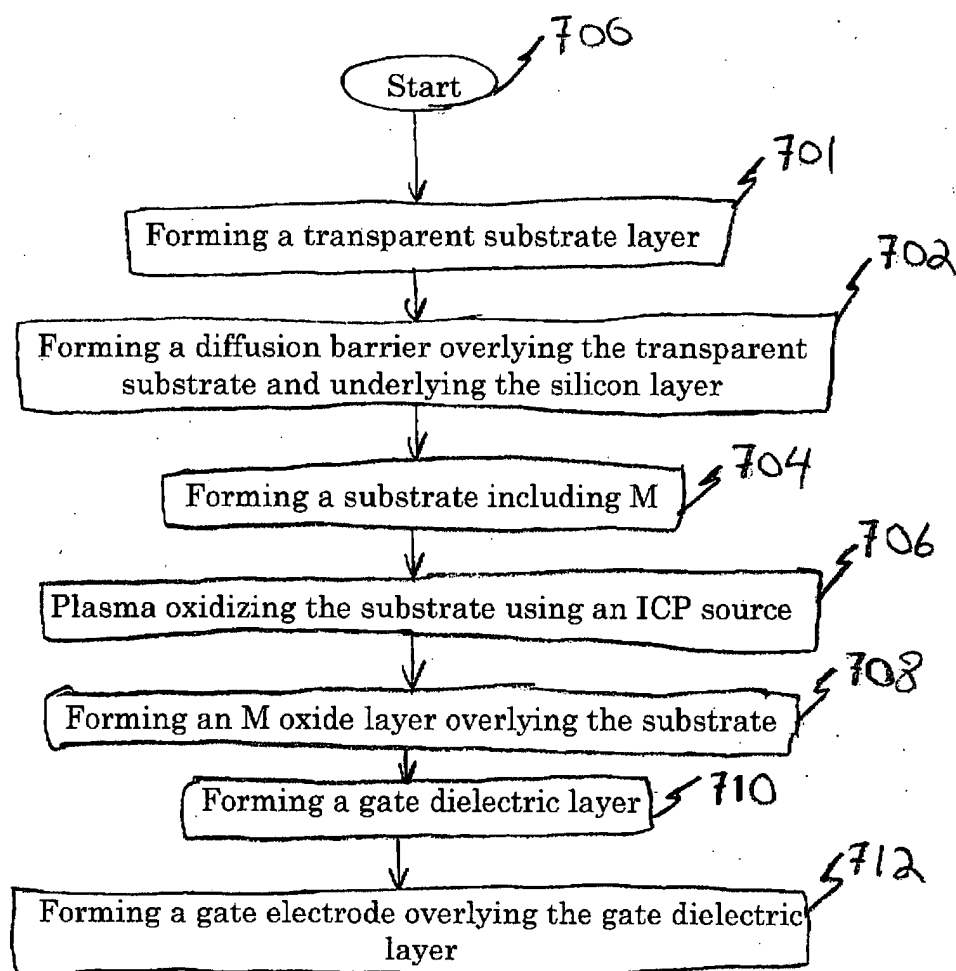 706
Start
701
Forming a transparent substrate layer
702
Forming a diffusion barrier overlying the transparent
substrate and underlying the silicon layer
704
Forming a substrate including M
706
Plasma oxidizing the substrate using an ICP source
708
Forming an M oxide layer overlying the substrate
710
Forming a gate dielectric layer
712
Forming a gate electrode overlying the gate dielectric
layer